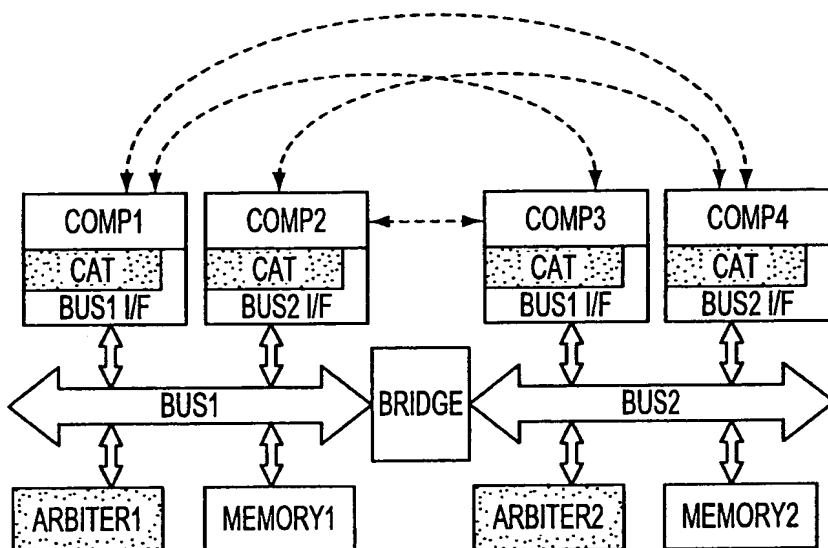 COMP1
CAT
BUS1 I/F
COMP2
CAT
BUS2 I/F
COMP3
CAT
BUS1 I/F
COMP4
CAT
BUS2 I/F
BUS1
BRIDGE
BUS2
ARBITER1
MEMORY1
ARBITER2
MEMORY2